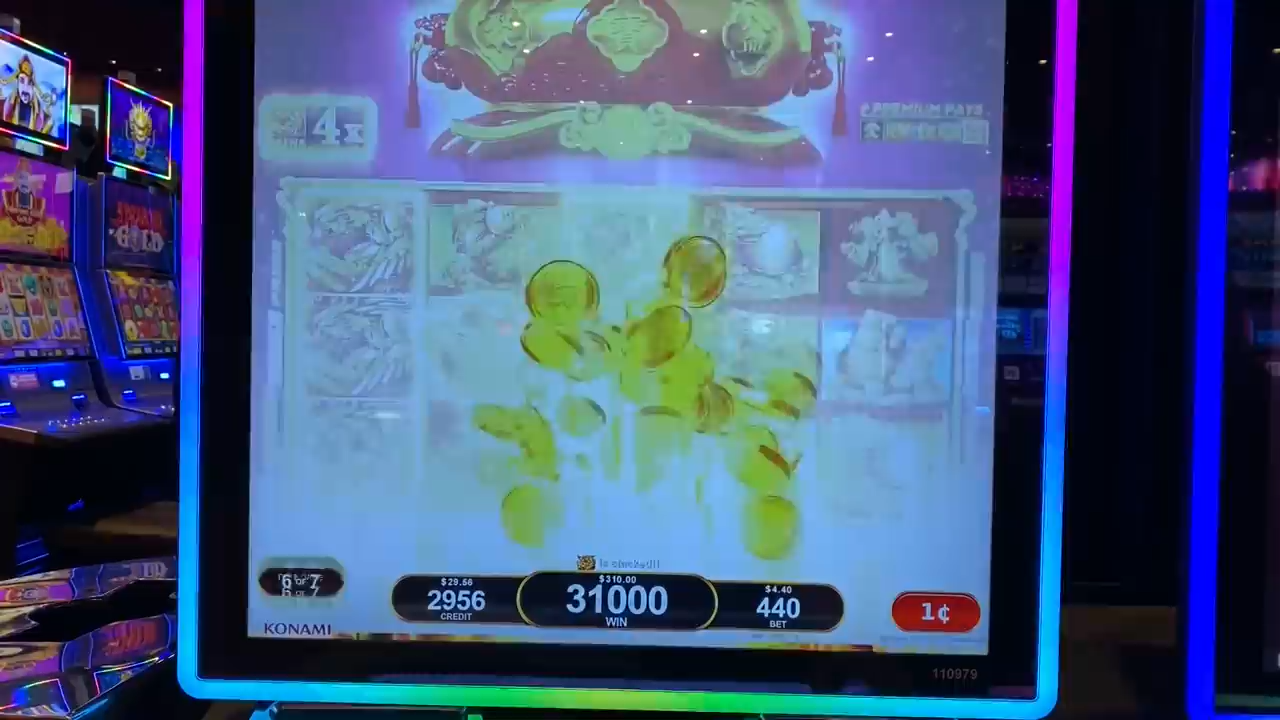 4x
PREMIUM PAYS
GOLD
6 OF 7
$29.56
2956
CREDIT
$310.00
31000
WIN
$4.40
440
BET
1¢
KONAMI
110979